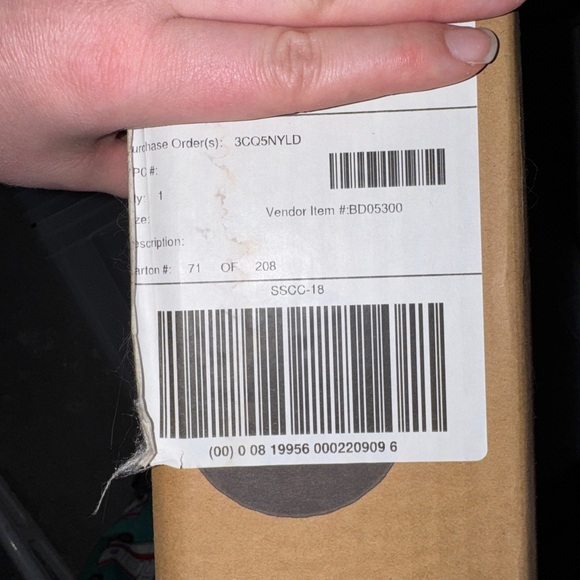 urchase Order(s): 3CQ5NYLD
PC #:
ty: 1
ze:
Vendor Item #:BD05300
escription:
arton #: 71 OF 208
SSCC-18
(00) 0 08 19956 000220909 6